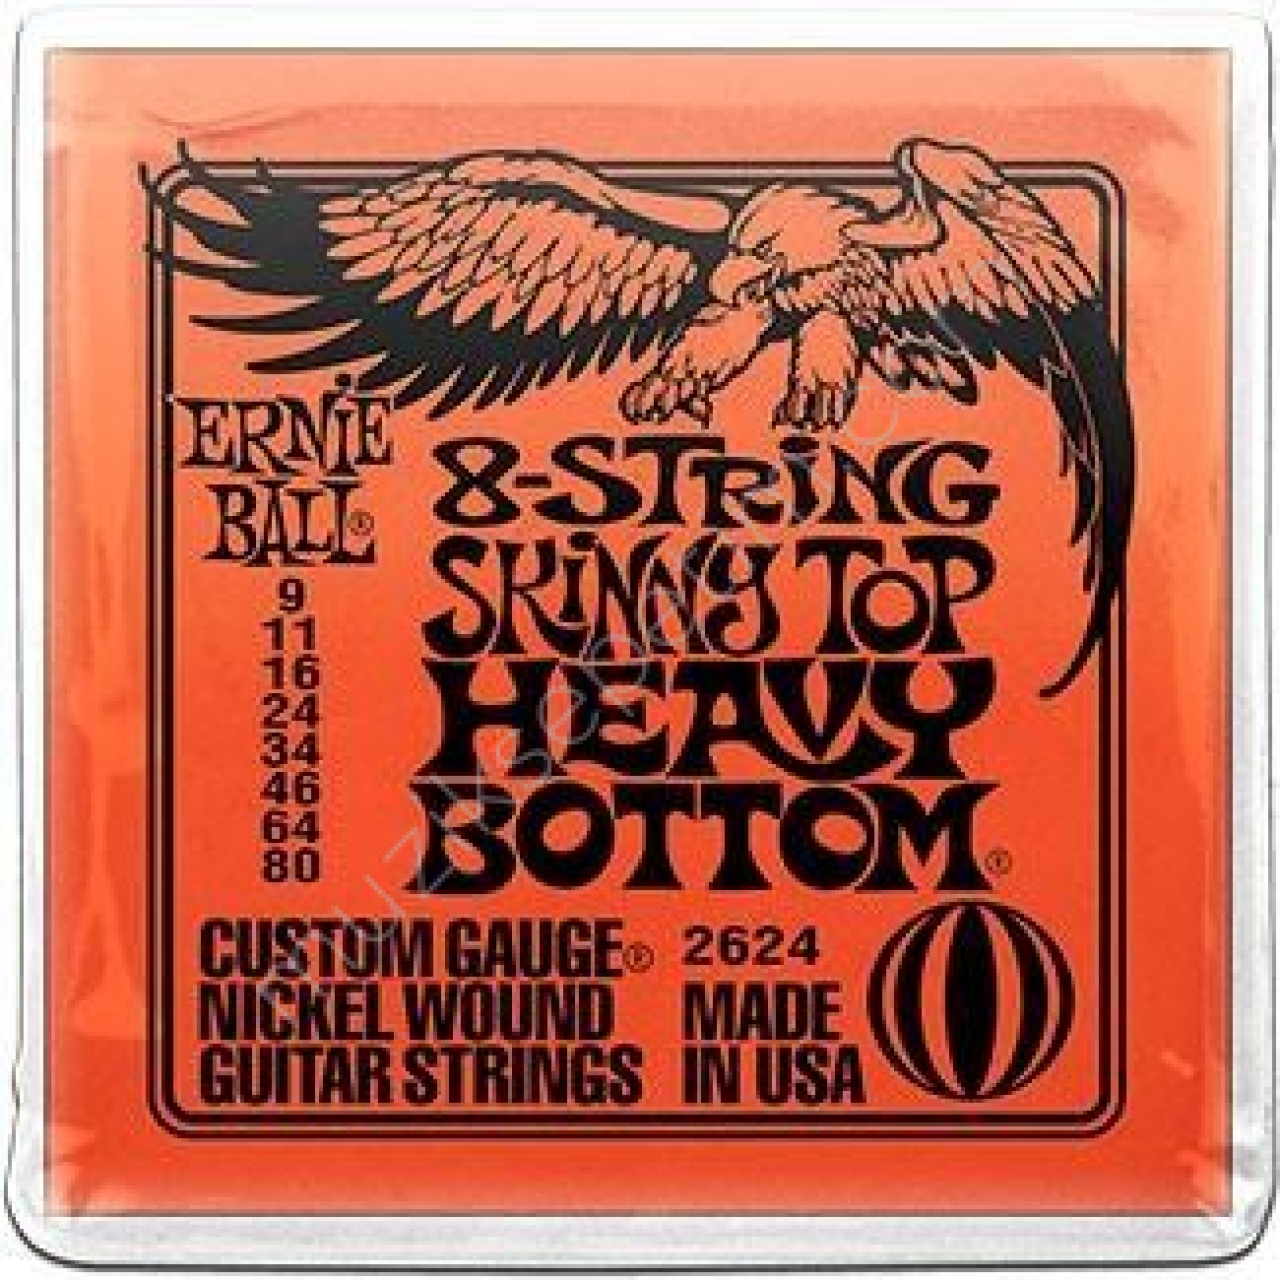 ERNIE
BALL®
9
11
16
24
34
46
64
80
8-STRING
SKINNY TOP
HEAVY
BOTTOM®
CUSTOM GAUGE®
NICKEL WOUND
GUITAR STRINGS
2624
MADE
IN USA